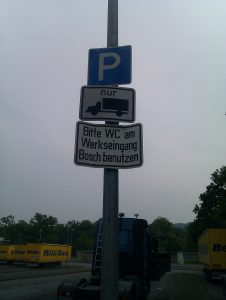 P
nur
Bitte WC am
Werkseingang
Bosch benutzen